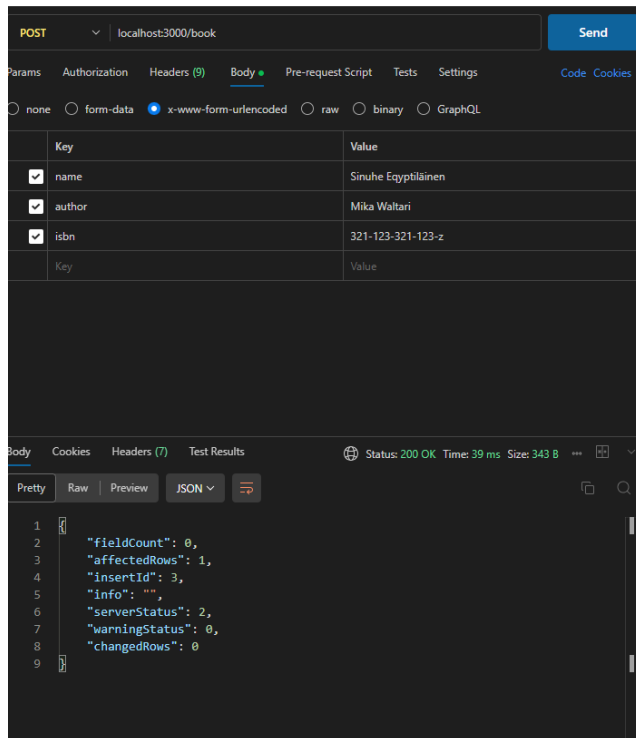 POST localhost:3000/book Send
Params Authorization Headers (9) Body Pre-request Script Tests Settings Code Cookies
none form-data x-www-form-urlencoded raw binary GraphQL
Key Value
name Sinuhe Eqyptiläinen
author Mika Waltari
isbn 321-123-321-123-z
Key Value
Body Cookies Headers (7) Test Results Status: 200 OK Time: 39 ms Size: 343 B
Pretty Raw Preview JSON
1 {
2 "fieldCount": 0,
3 "affectedRows": 1,
4 "insertId": 3,
5 "info": "",
6 "serverStatus": 2,
7 "warningStatus": 0,
8 "changedRows": 0
9 }